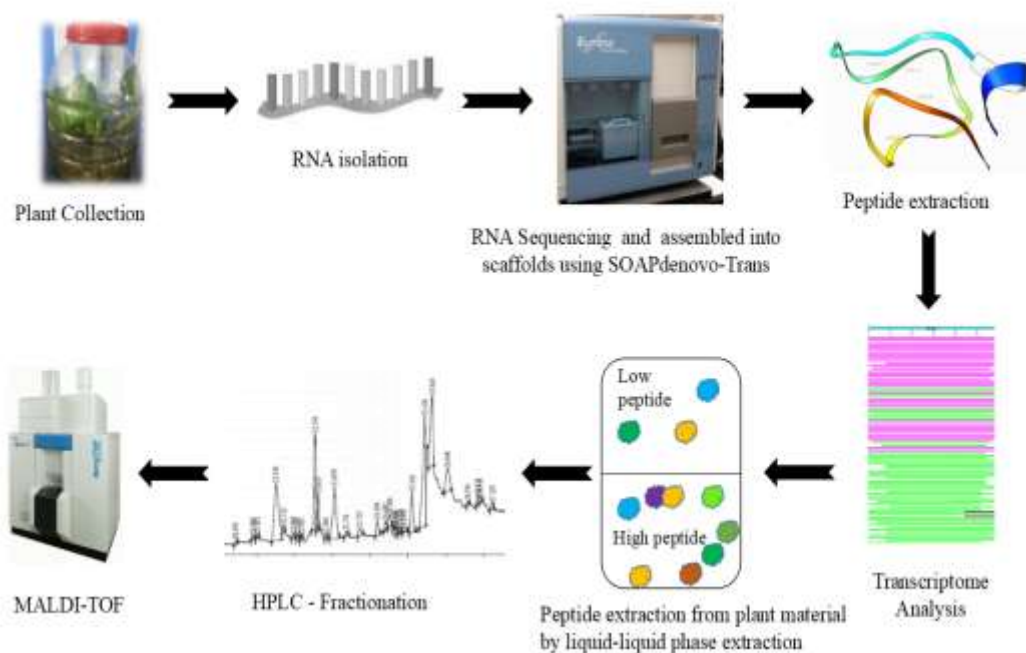 Plant Collection
RNA isolation
RNA Sequencing and assembled into
scaffolds using SOAPdenovo-Trans
Peptide extraction
Low
peptide
High peptide
Transcriptome
Analysis
Peptide extraction from plant material
by liquid-liquid phase extraction
HPLC - Fractionation
MALDI-TOF